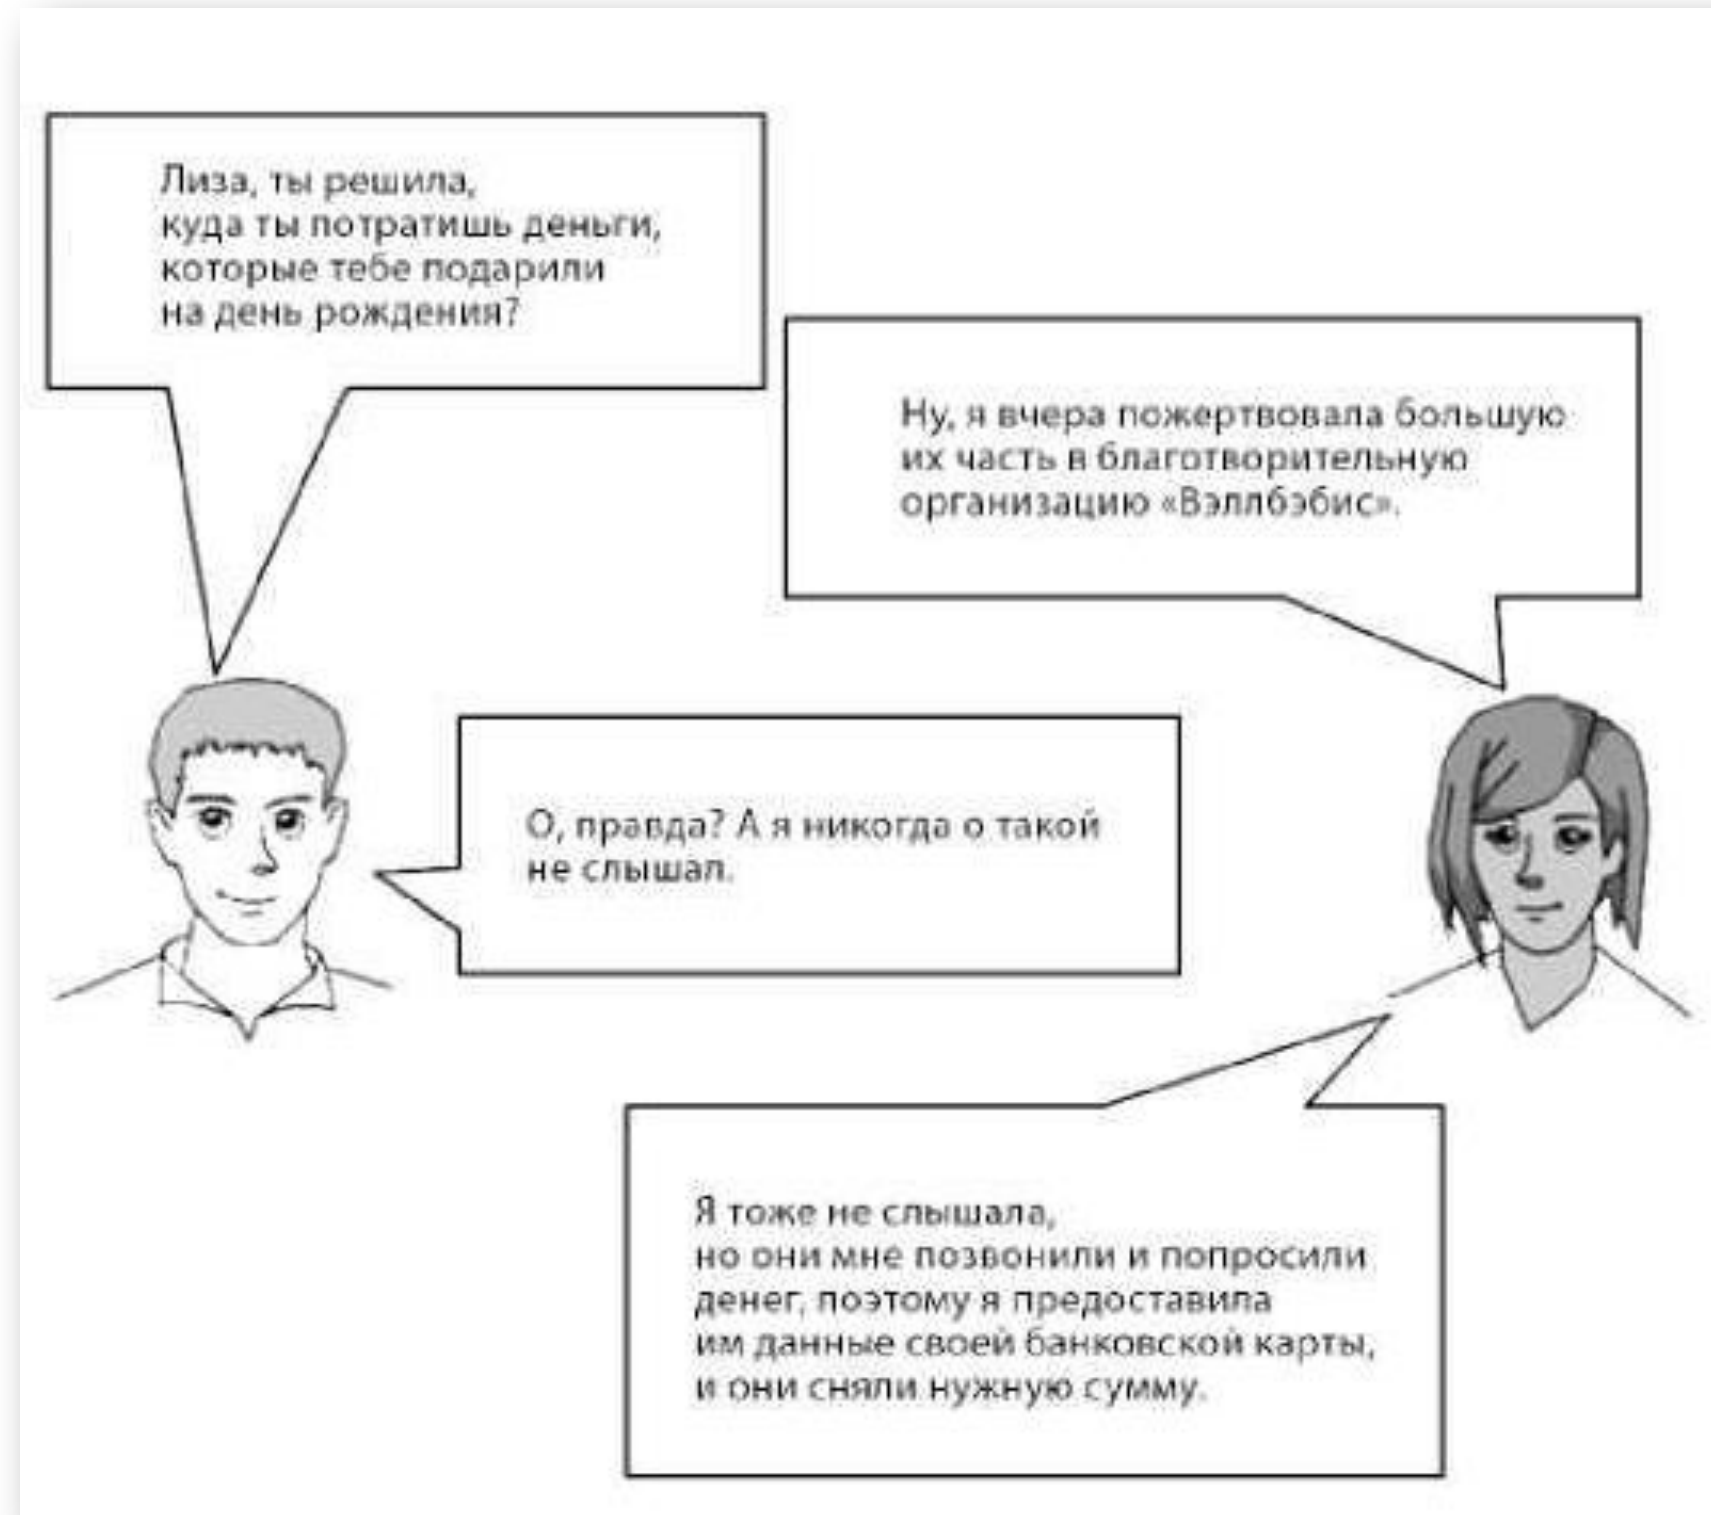 Лиза, ты решила,
куда ты потратишь деньги,
которые тебе подарили
на день рождения?
Ну, я вчера пожертвовала большую
их часть в благотворительную
организацию «Вэллбэбис».
О, правда? А я никогда о такой
не слышал.
Я тоже не слышала,
но они мне позвонили и попросили
денег, поэтому я предоставила
им данные своей банковской карты,
и они сняли нужную сумму.